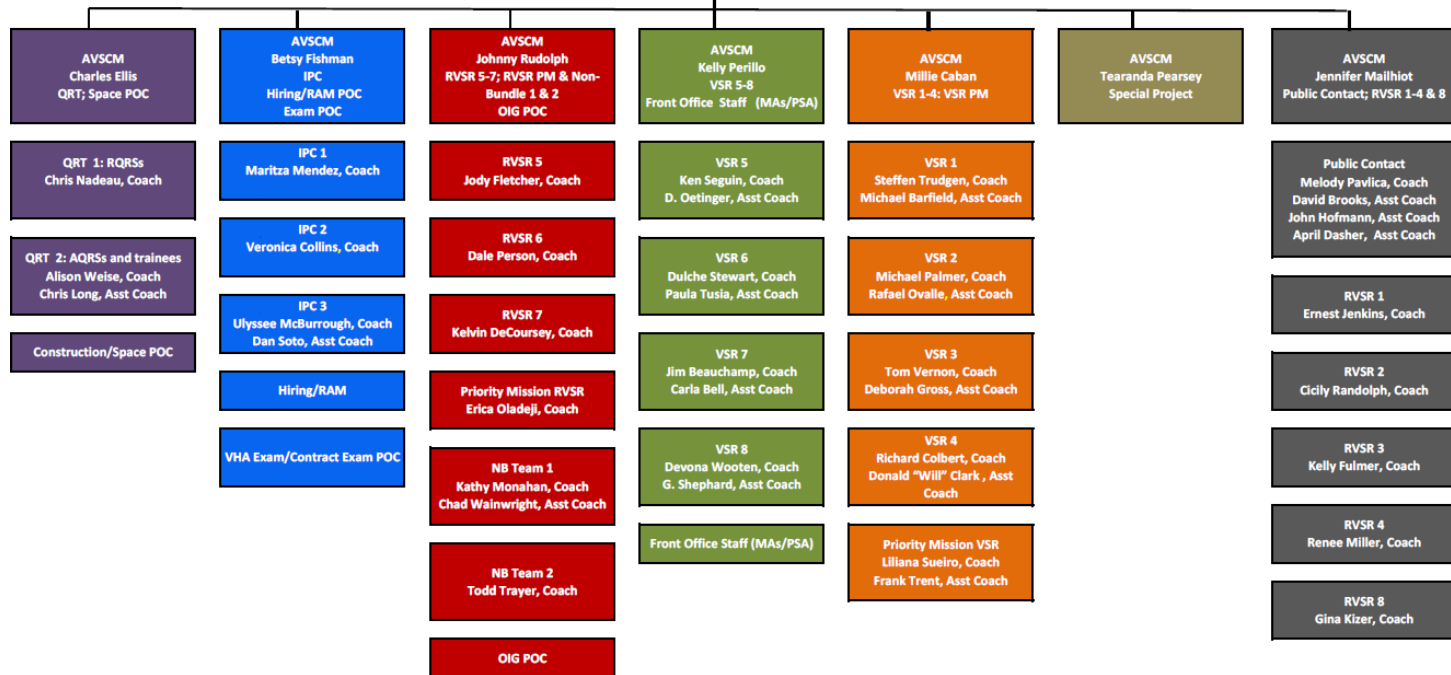 AVSCM
Charles Ellis
QRT; Space POC
QRT 1: RQRSs
Chris Nadeau, Coach
QRT 2: AQRSs and trainees
Alison Weise, Coach
Chris Long, Asst Coach
Construction/Space POC
AVSCM
Betsy Fishman
IPC
Hiring/RAM POC
Exam POC
IPC 1
Maritza Mendez, Coach
IPC 2
Veronica Collins, Coach
IPC 3
Ulyssee McBurrough, Coach
Dan Soto, Asst Coach
Hiring/RAM
VHA Exam/Contract Exam POC
AVSCM
Johnny Rudolph
RVSR 5-7; RVSR PM & Non-
Bundle 1 & 2
OIG POC
RVSR 5
Jody Fletcher, Coach
RVSR 6
Dale Person, Coach
RVSR 7
Kelvin DeCoursey, Coach
Priority Mission RVSR
Erica Oladeji, Coach
NB Team 1
Kathy Monahan, Coach
Chad Wainwright, Asst Coach
NB Team 2
Todd Trayer, Coach
OIG POC
AVSCM
Kelly Perillo
VSR 5-8
Front Office Staff (MAs/PSA)
VSR 5
Ken Seguin, Coach
D. Oetinger, Asst Coach
VSR 6
Dulche Stewart, Coach
Paula Tusia, Asst Coach
VSR 7
Jim Beauchamp, Coach
Carla Bell, Asst Coach
VSR 8
Devona Wooten, Coach
G. Shephard, Asst Coach
Front Office Staff (MAs/PSA)
AVSCM
Millie Caban
VSR 1-4: VSR PM
VSR 1
Steffen Trudgen, Coach
Michael Barfield, Asst Coach
VSR 2
Michael Palmer, Coach
Rafael Ovalle, Asst Coach
VSR 3
Tom Vernon, Coach
Deborah Gross, Asst Coach
VSR 4
Richard Colbert, Coach
Donald “Will” Clark , Asst
Coach
Priority Mission VSR
Liliana Sueiro, Coach
Frank Trent, Asst Coach
AVSCM
Tearanda Pearsey
Special Project
AVSCM
Jennifer Mailhiot
Public Contact; RVSR 1-4 & 8
Public Contact
Melody Pavlica, Coach
David Brooks, Asst Coach
John Hofmann, Asst Coach
April Dasher, Asst Coach
RVSR 1
Ernest Jenkins, Coach
RVSR 2
Cicily Randolph, Coach
RVSR 3
Kelly Fulmer, Coach
RVSR 4
Renee Miller, Coach
RVSR 8
Gina Kizer, Coach